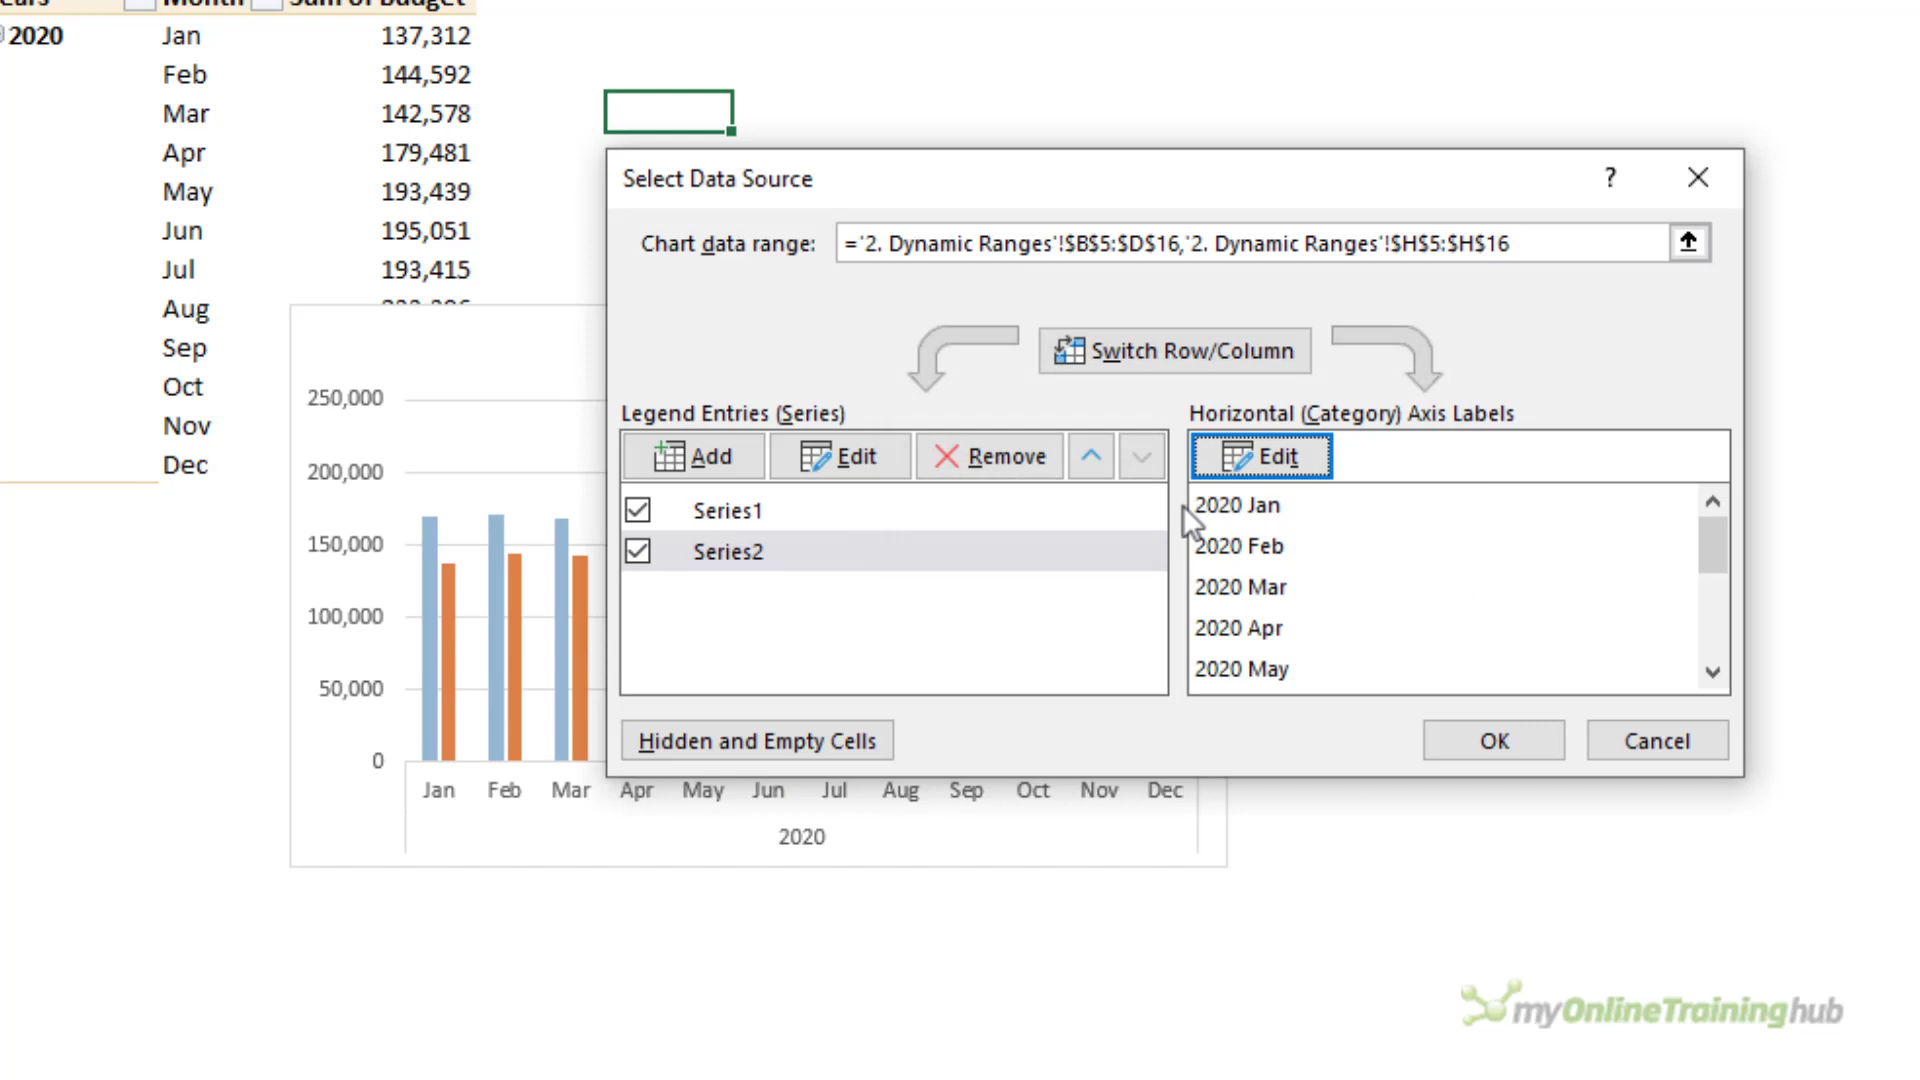 Month
Sum of Budget
2020 Jan 137,312
Feb 144,592
Mar 142,578
Apr 179,481
May 193,439
Jun 195,051
Jul 193,415
Aug
Sep
Oct
Nov
Dec
Select Data Source
?
Chart data range: ='2. Dynamic Ranges'!$B$5:$D$16,'2. Dynamic Ranges'!$H$5:$H$16
Switch Row/Column
Legend Entries (Series)
Add Edit Remove
Series1
Series2
Horizontal (Category) Axis Labels
Edit
2020 Jan
2020 Feb
2020 Mar
2020 Apr
2020 May
Hidden and Empty Cells
OK Cancel
250,000
200,000
150,000
100,000
50,000
0
Jan Feb Mar Apr May Jun Jul Aug Sep Oct Nov Dec
2020
myOnlineTraininghub